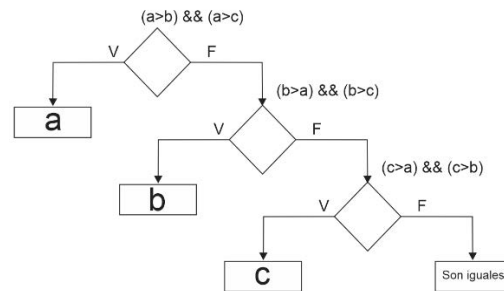 (a>b) && (a>c)
V
F
a
(b>a) && (b>c)
V
F
b
(c>a) && (c>b)
V
F
c
Son iguales